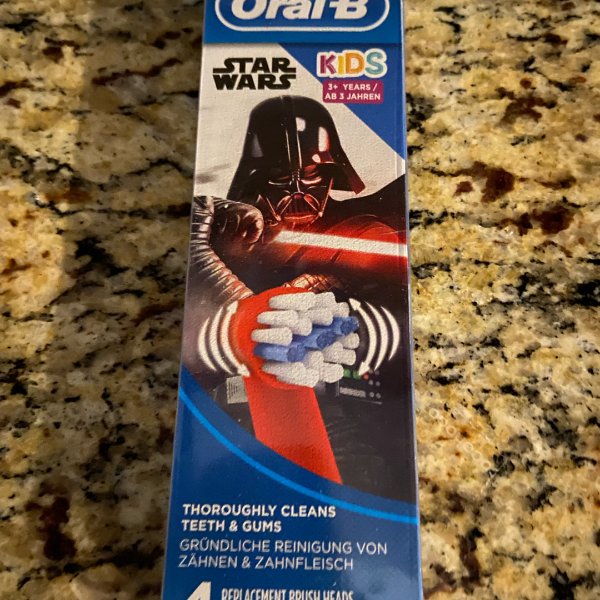 Oral-B
STAR
WARS
KIDS
3+ YEARS /
AB 3 JAHREN
THOROUGHLY CLEANS
TEETH & GUMS
GRÜNDLICHE REINIGUNG VON
ZÄHNEN & ZAHNFLEISCH
4 REPLACEMENT BRUSH HEADS